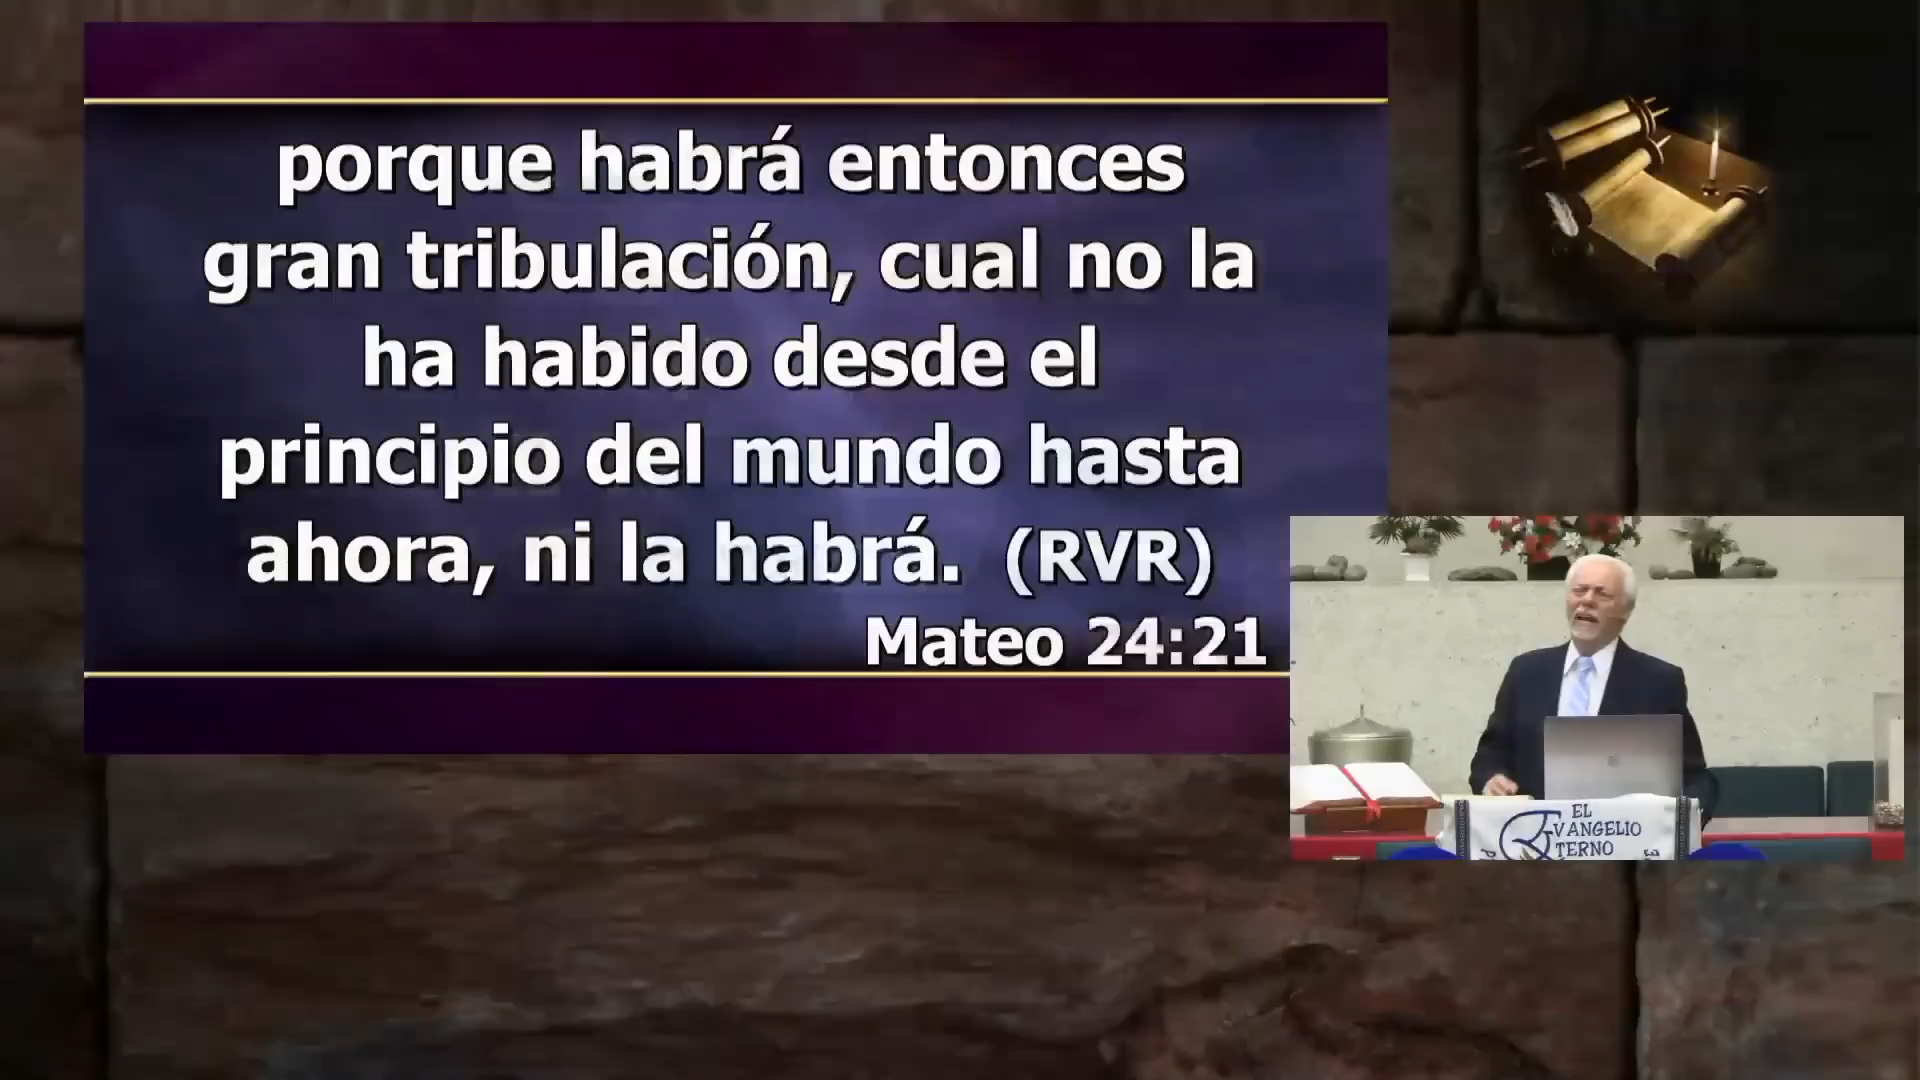 porque habrá entonces
gran tribulación, cual no la
ha habido desde el
principio del mundo hasta
ahora, ni la habrá. (RVR)
Mateo 24:21
EL
VANGELIO
TERNO